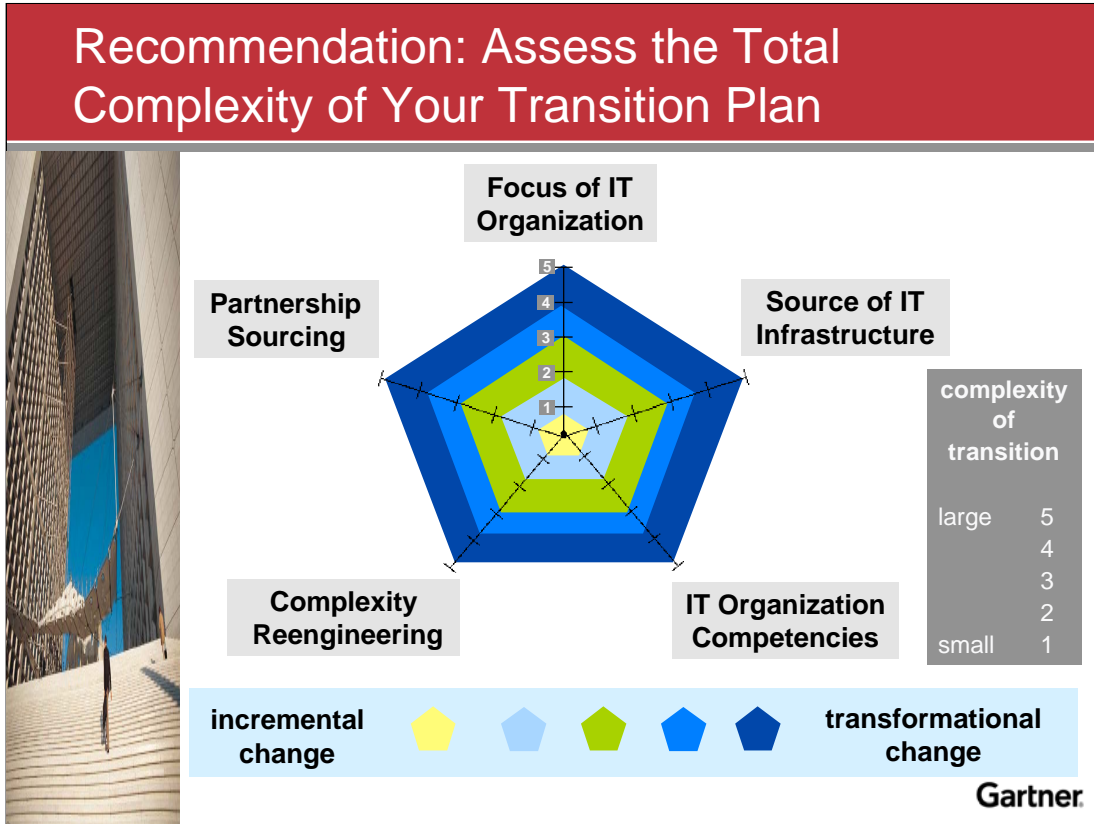 Recommendation: Assess the Total
Complexity of Your Transition Plan
Focus of IT
Organization
Partnership
Sourcing
Source of IT
Infrastructure
5
4
3
2
1
complexity
of
transition
large 5
4
3
2
small 1
Complexity
Reengineering
IT Organization
Competencies
incremental
change
transformational
change
Gartner